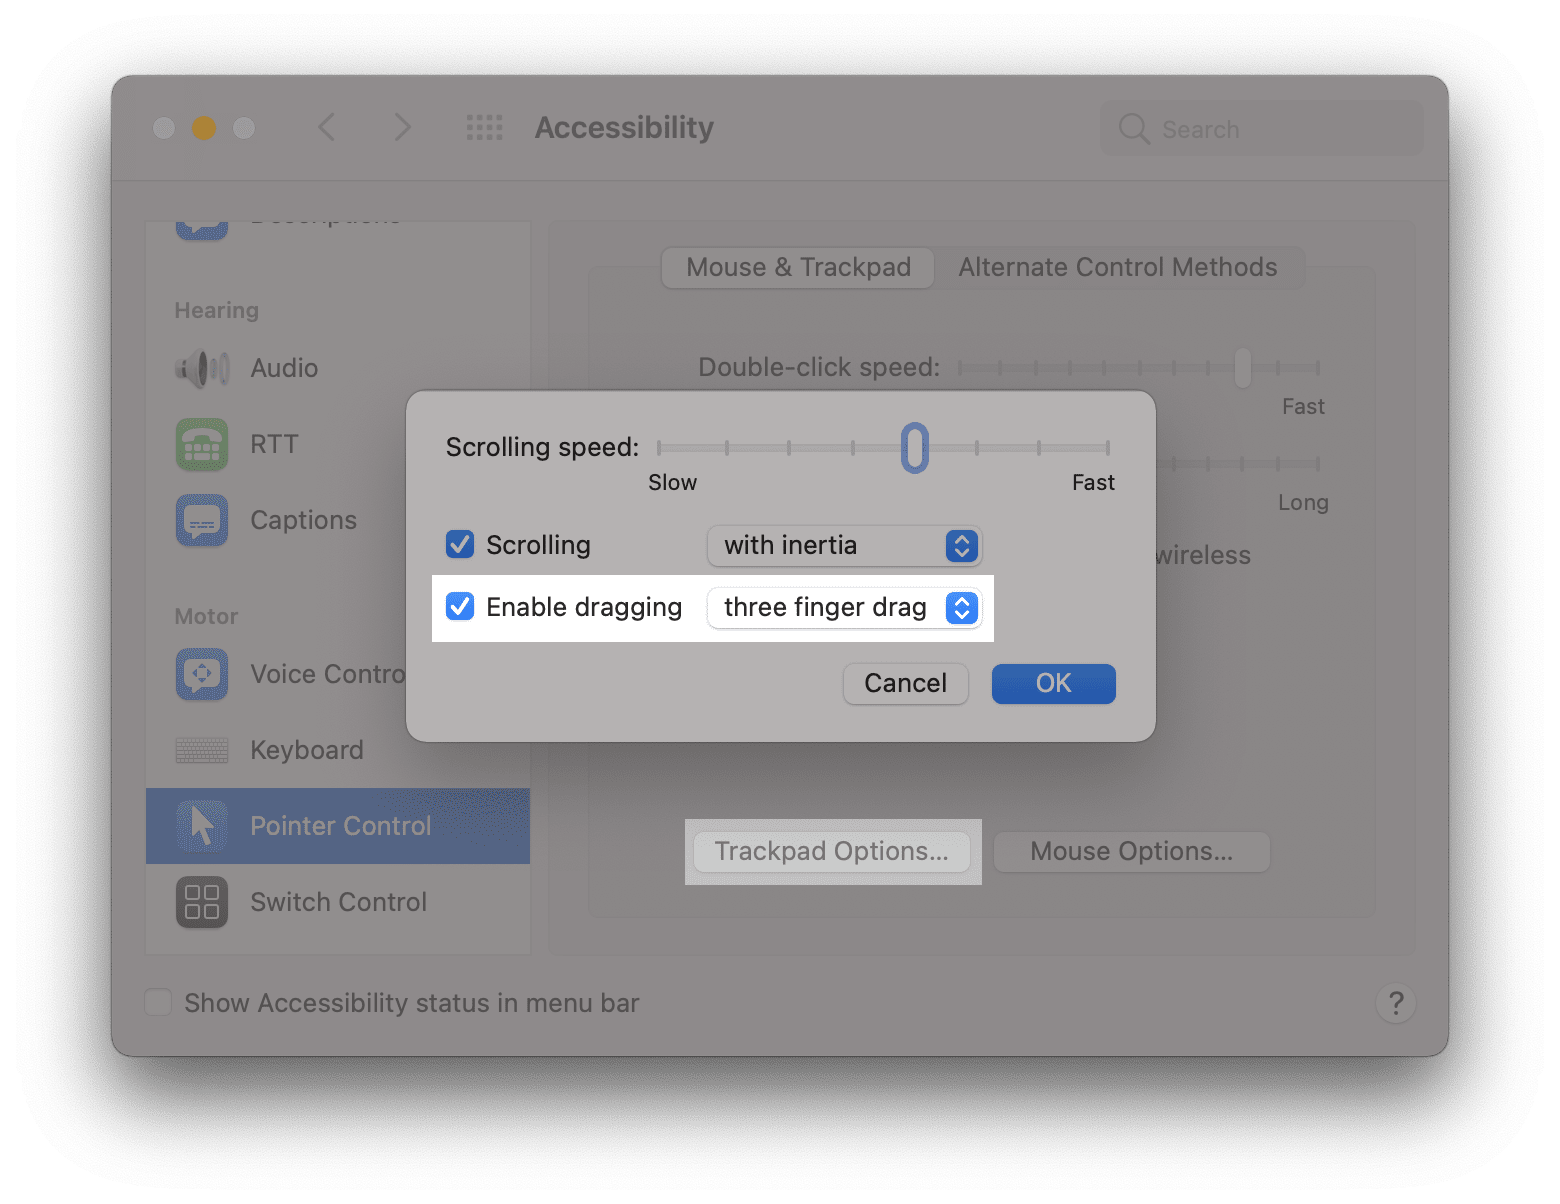 Accessibility
Search
Descriptions
Hearing
Audio
RTT
Captions
Motor
Voice Contro
Keyboard
Pointer Control
Switch Control
Mouse & Trackpad
Alternate Control Methods
Double-click speed:
Fast
Long
wireless
Scrolling speed:
Slow
Fast
Scrolling
with inertia
Enable dragging
three finger drag
Cancel
OK
Trackpad Options...
Mouse Options...
Show Accessibility status in menu bar
?